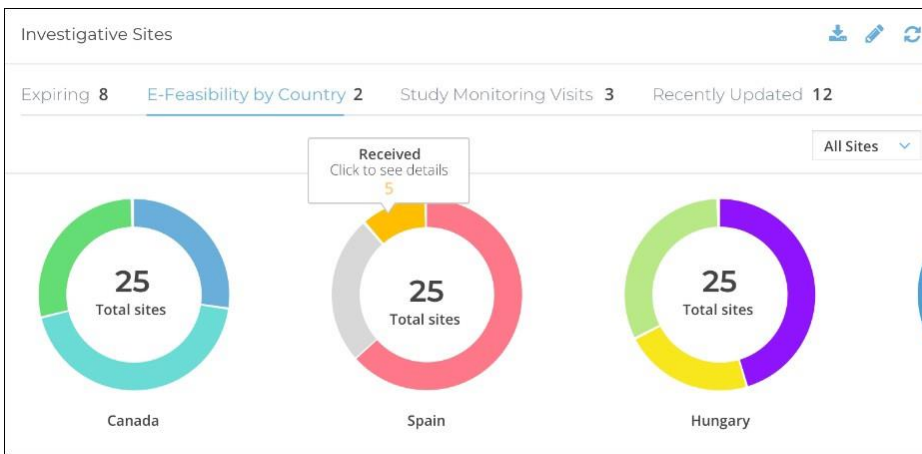 Investigative Sites
Expiring 8 E-Feasibility by Country 2 Study Monitoring Visits 3 Recently Updated 12
All Sites
Received
Click to see details
5
25
Total sites
Canada
25
Total sites
Spain
25
Total sites
Hungary